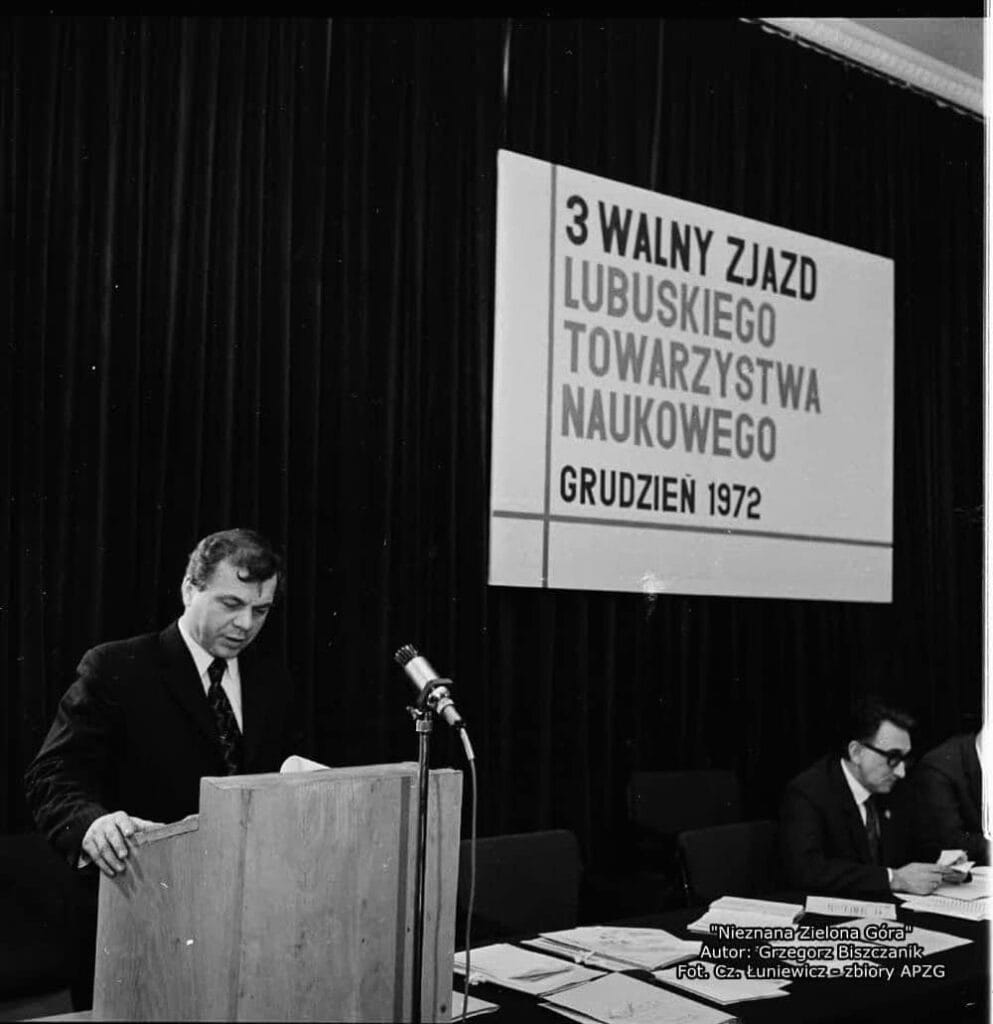 3 WALNY ZJAZD
LUBUSKIEGO
TOWARZYSTWA
NAUKOWEGO
GRUDZIEŃ 1972
"Nieznana Zielona Góra"
Autor: Grzegorz Biszczanik
Fot. Cz. Łuniewicz - zbiory APZG